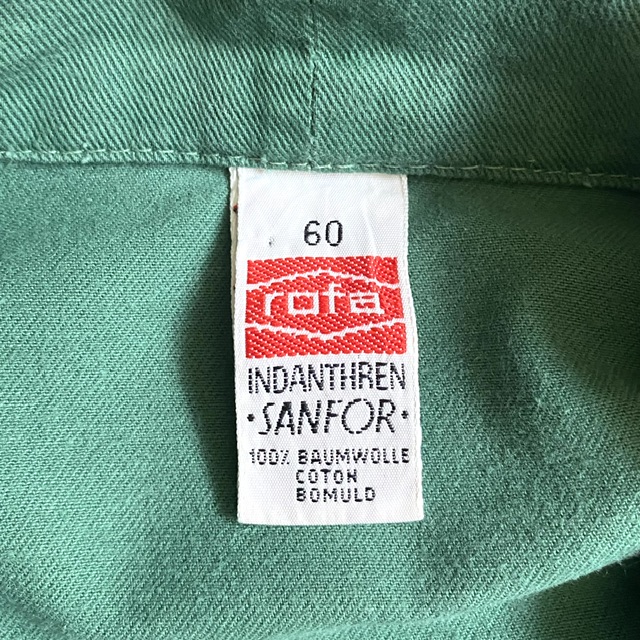 60
rofa
INDANTHREN
·SANFOR·
100% BAUMWOLLE
COTON
BOMULD